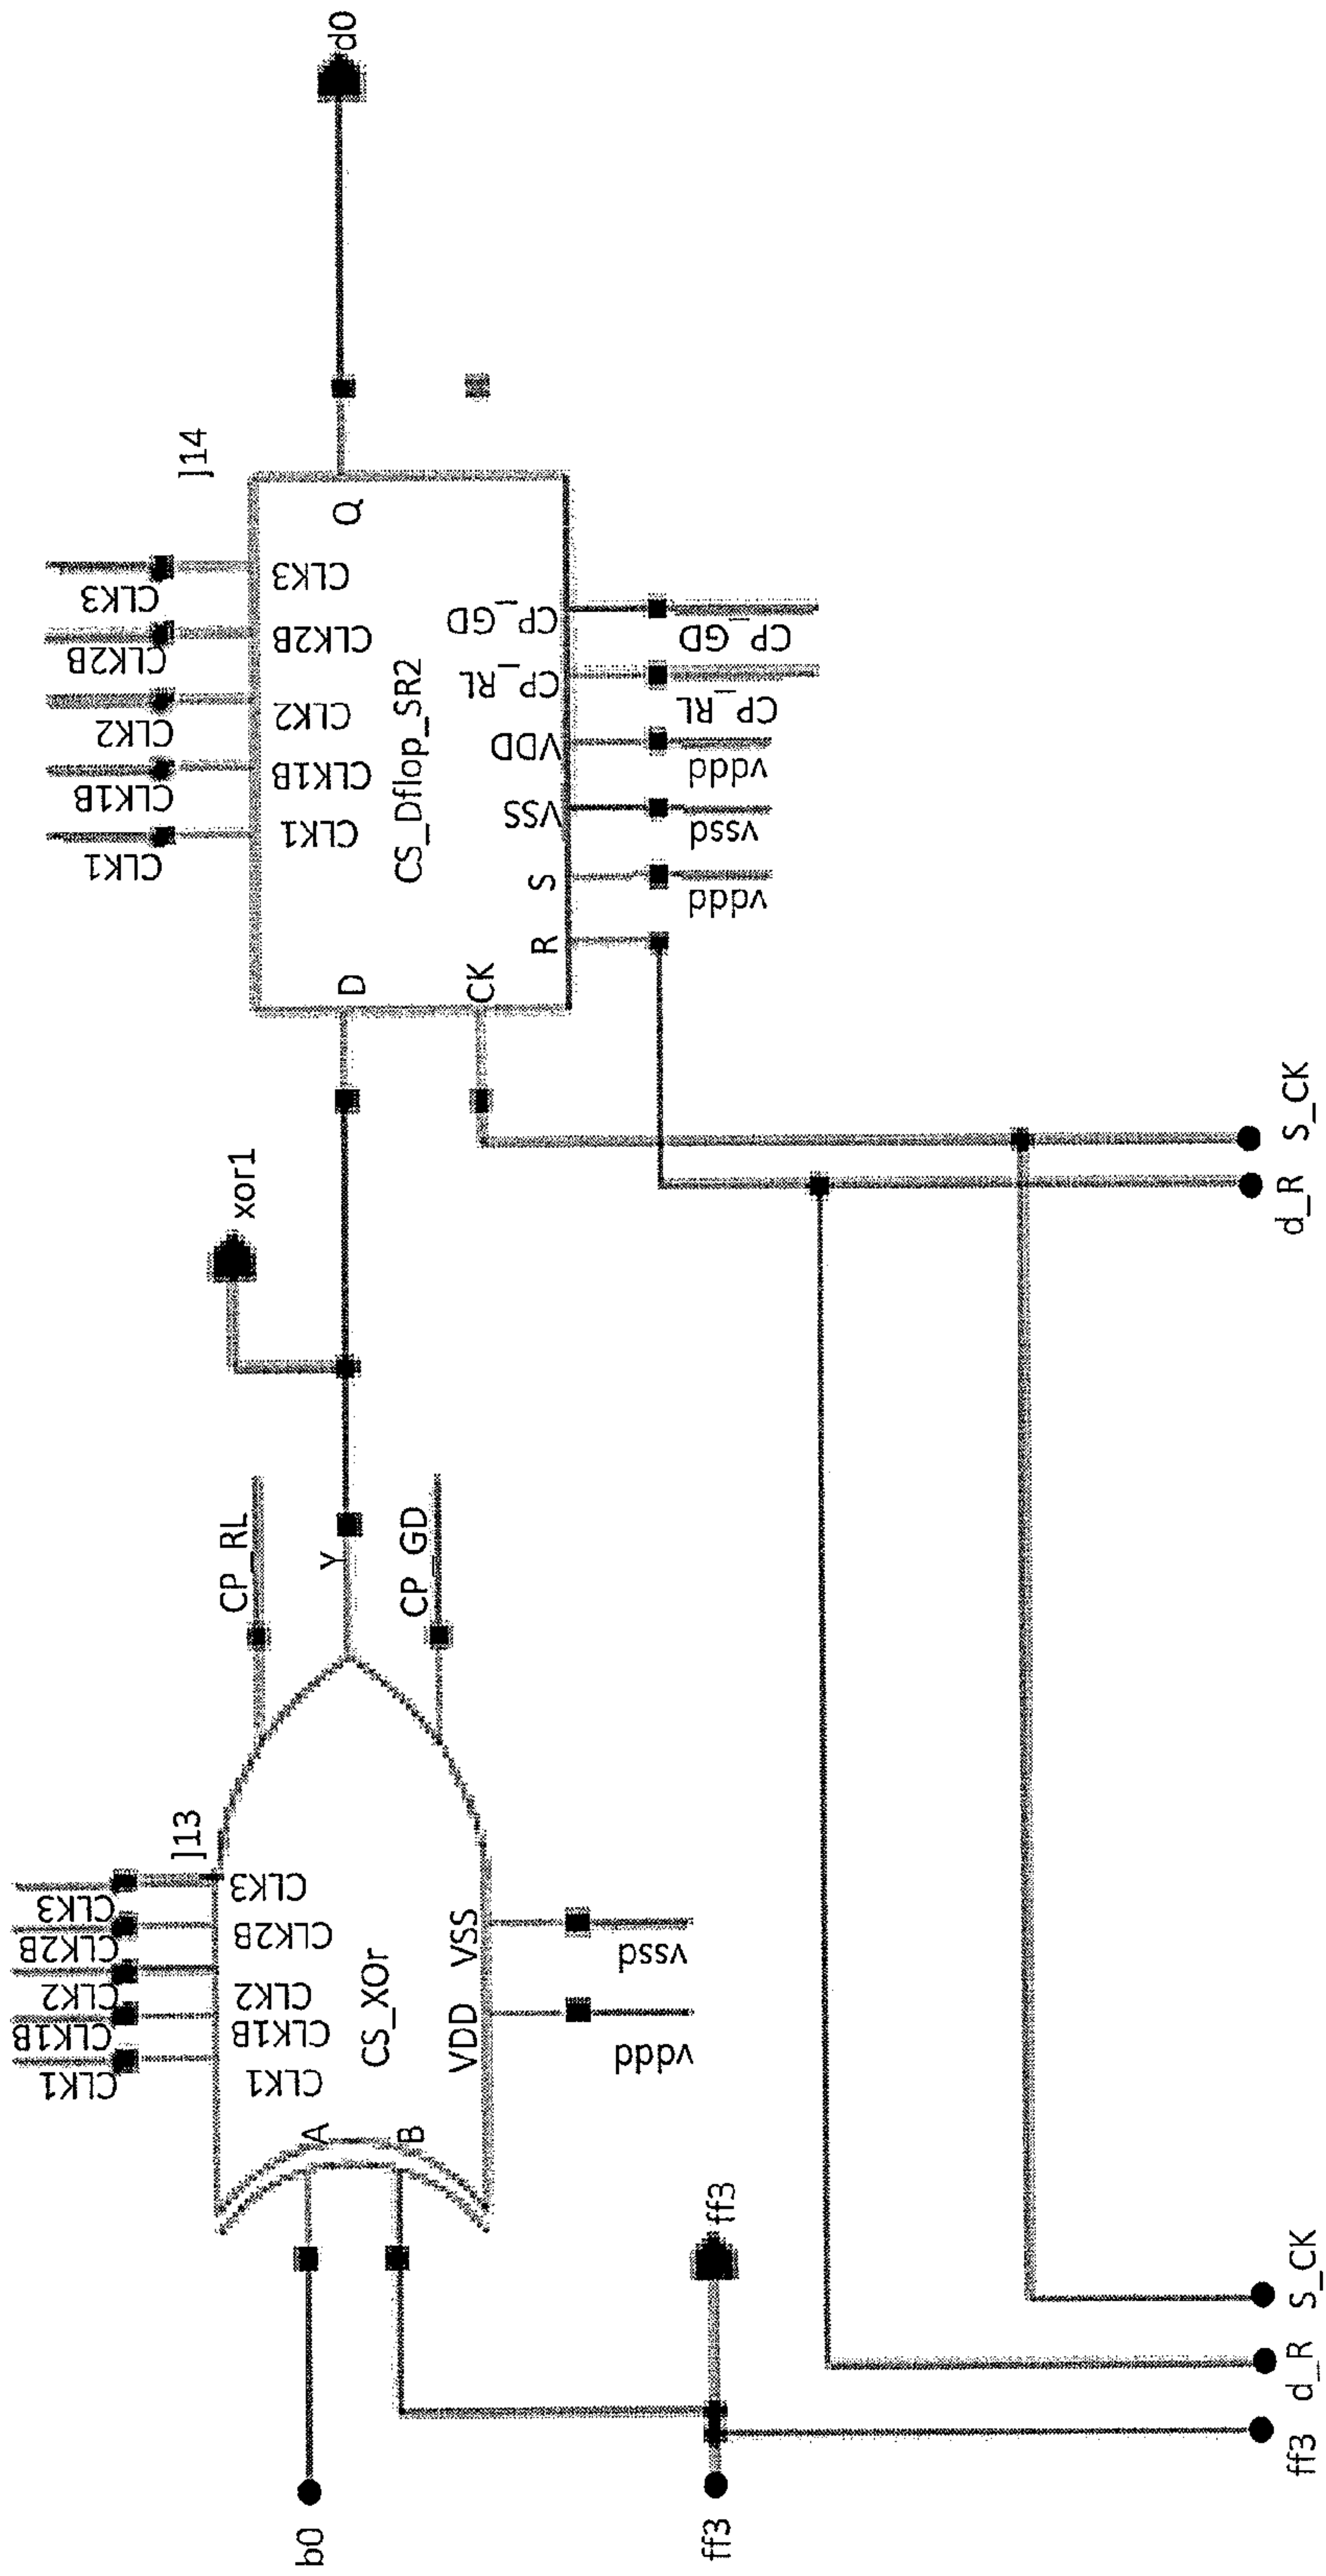 d0
J14
Q
CLK3
CLK2B
CLK2
CLK1B
CLK1
CLK3
CLK2B
CLK2
CLK1B
CLK1
CS_Dflop_SR2
CP_GD
CP_RL
VDD
VSS
S
R
CP_GD
CP_RL
vddd
vssd
vddd
D
CK
xor1
S_CK
d_R
CP_RL
Y
CP_GD
J13
CLK3
CLK2B
CLK2
CLK1B
CLK1
CLK3
CLK2B
CLK2
CLK1B
CLK1
CS_XOr
VSS
VDD
vssd
vddd
A
B
ff3
b0
ff3
ff3
d_R
S_CK